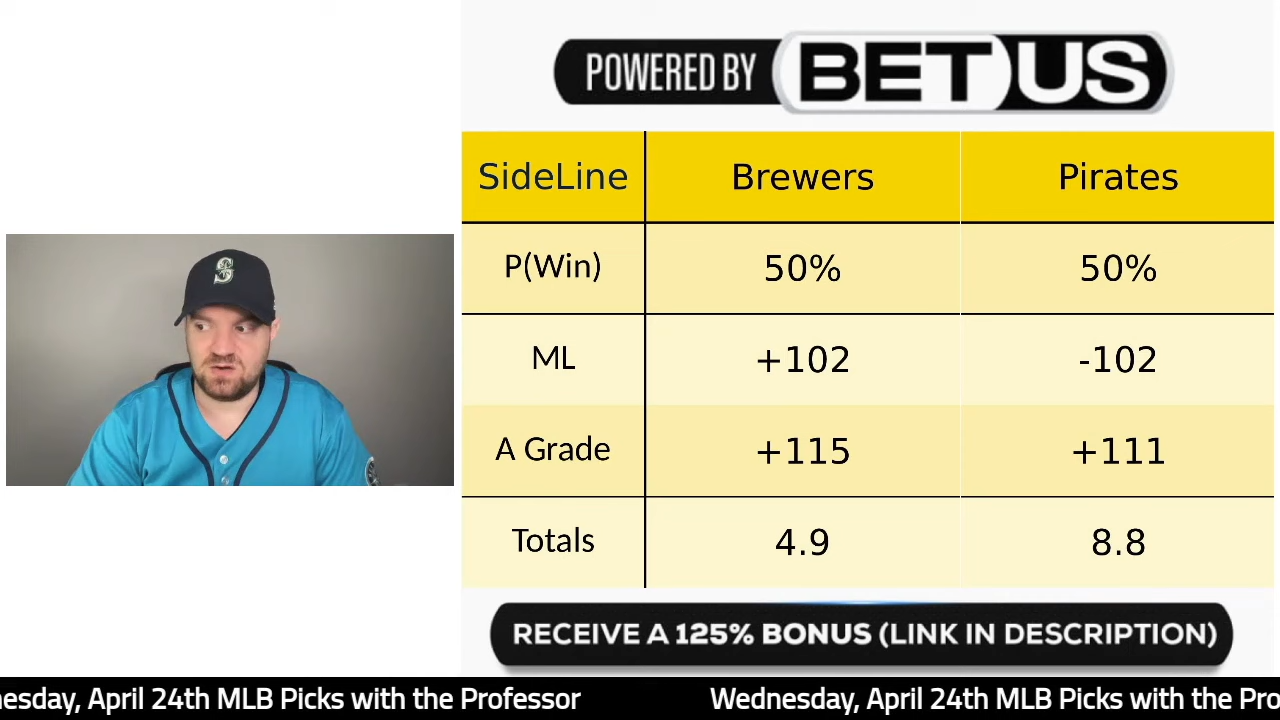 POWERED BY BETUS
SideLine Brewers Pirates
P(Win) 50% 50%
ML +102 -102
A Grade +115 +111
Totals 4.9 8.8
RECEIVE A 125% BONUS (LINK IN DESCRIPTION)
nesday, April 24th MLB Picks with the Professor Wednesday, April 24th MLB Picks with the Pro
S